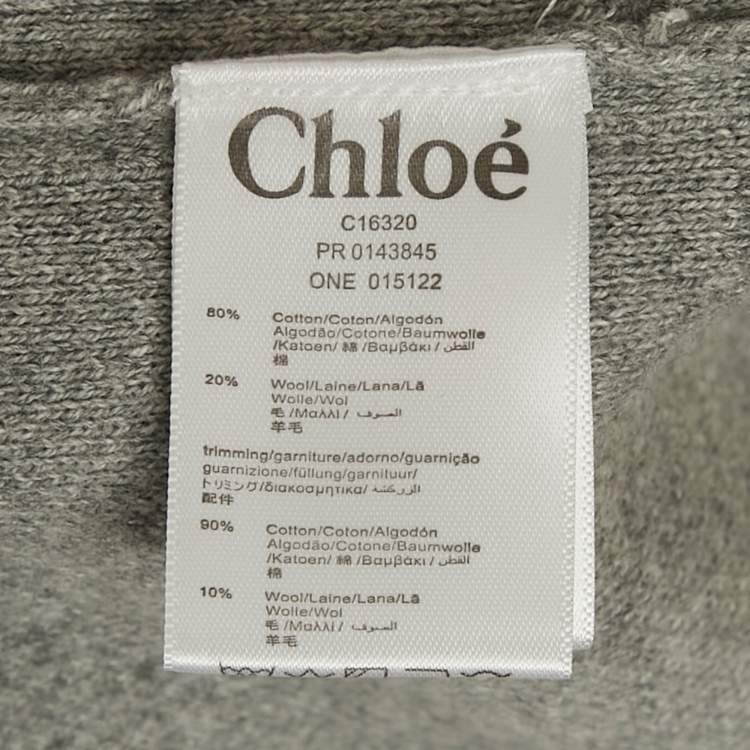 Chloé
C16320
PR 0143845
ONE 015122
80% Cotton/Coton/Algodón
Algodão/Cotone/Baumwolle
/Katoen/ 綿 /Βαμβάκι / القطن
棉
20% Wool/Laine/Lana/Lã
Wolle/Wol
毛 /Μαλλί / الصوف
羊毛
trimming/garniture/adorno/guarnição
guarnizione/füllung/garnituur/
トリミング/διακοσμητικα/ الزركشة
配件
90% Cotton/Coton/Algodón
Algodão/Cotone/Baumwolle
/Katoen/ 綿 /Βαμβάκι / القطن
棉
10% Wool/Laine/Lana/Lã
Wolle/Wol
毛 /Μαλλί / الصوف
羊毛